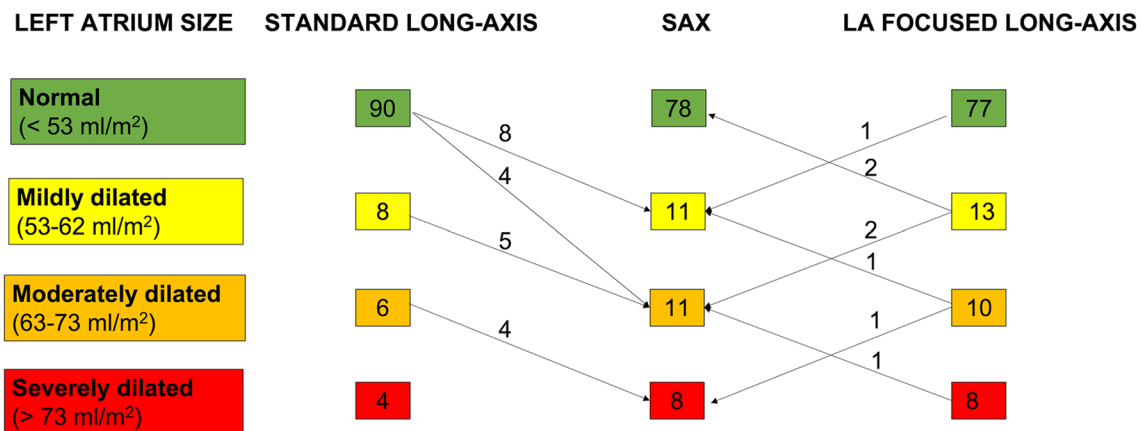 LEFT ATRIUM SIZE STANDARD LONG-AXIS SAX LA FOCUSED LONG-AXIS
Normal
(< 53 ml/m²)
90 78 77
8 1
4 2
Mildly dilated
(53-62 ml/m²)
8 11 13
5 2
1
Moderately dilated
(63-73 ml/m²)
6 11 10
4 1
1
Severely dilated
(> 73 ml/m²)
4 8 8